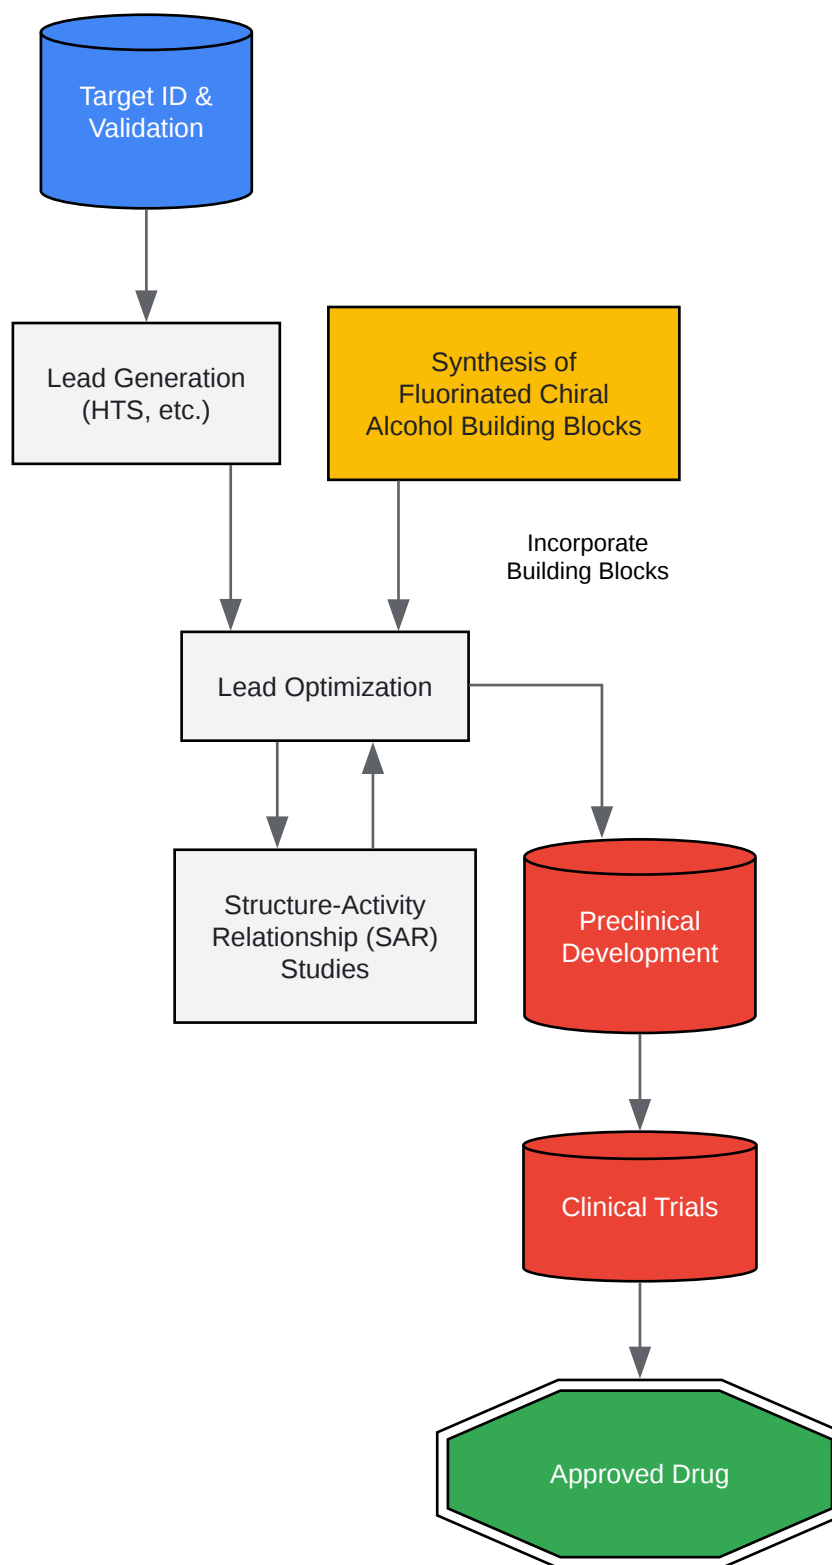 Target ID &
Validation
Lead Generation
(HTS, etc.)
Synthesis of
Fluorinated Chiral
Alcohol Building Blocks
Incorporate
Building Blocks
Lead Optimization
Structure-Activity
Relationship (SAR)
Studies
Preclinical
Development
Clinical Trials
Approved Drug